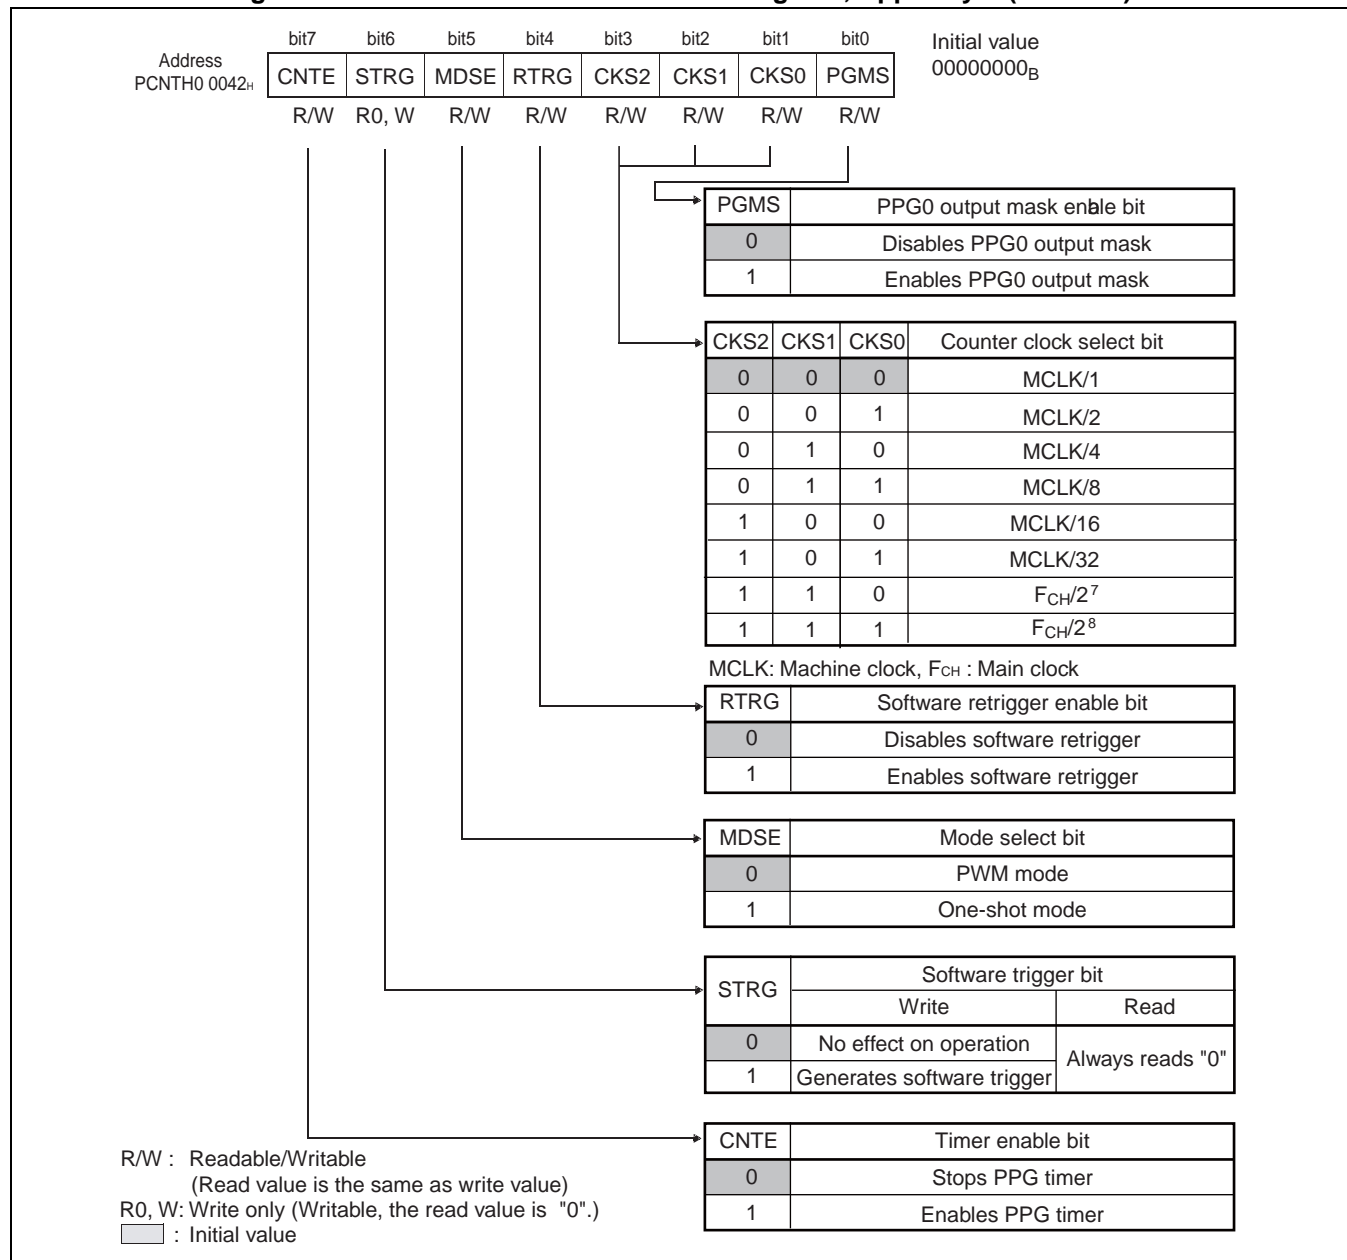 bit7 bit6 bit5 bit4 bit3 bit2 bit1 bit0 Initial value
Address
PCNTH0 0042H CNTE STRG MDSE RTRG CKS2 CKS1 CKS0 PGMS 00000000B
R/W R0, W R/W R/W R/W R/W R/W R/W
PGMS PPG0 output mask enable bit
0 Disables PPG0 output mask
1 Enables PPG0 output mask
CKS2 CKS1 CKS0 Counter clock select bit
0 0 0 MCLK/1
0 0 1 MCLK/2
0 1 0 MCLK/4
0 1 1 MCLK/8
1 0 0 MCLK/16
1 0 1 MCLK/32
1 1 0 FCH/2⁷
1 1 1 FCH/2⁸
MCLK: Machine clock, FCH : Main clock
RTRG Software retrigger enable bit
0 Disables software retrigger
1 Enables software retrigger
MDSE Mode select bit
0 PWM mode
1 One-shot mode
STRG Software trigger bit
Write Read
0 No effect on operation Always reads "0"
1 Generates software trigger
CNTE Timer enable bit
0 Stops PPG timer
1 Enables PPG timer
R/W : Readable/Writable
(Read value is the same as write value)
R0, W: Write only (Writable, the read value is "0".)
: Initial value